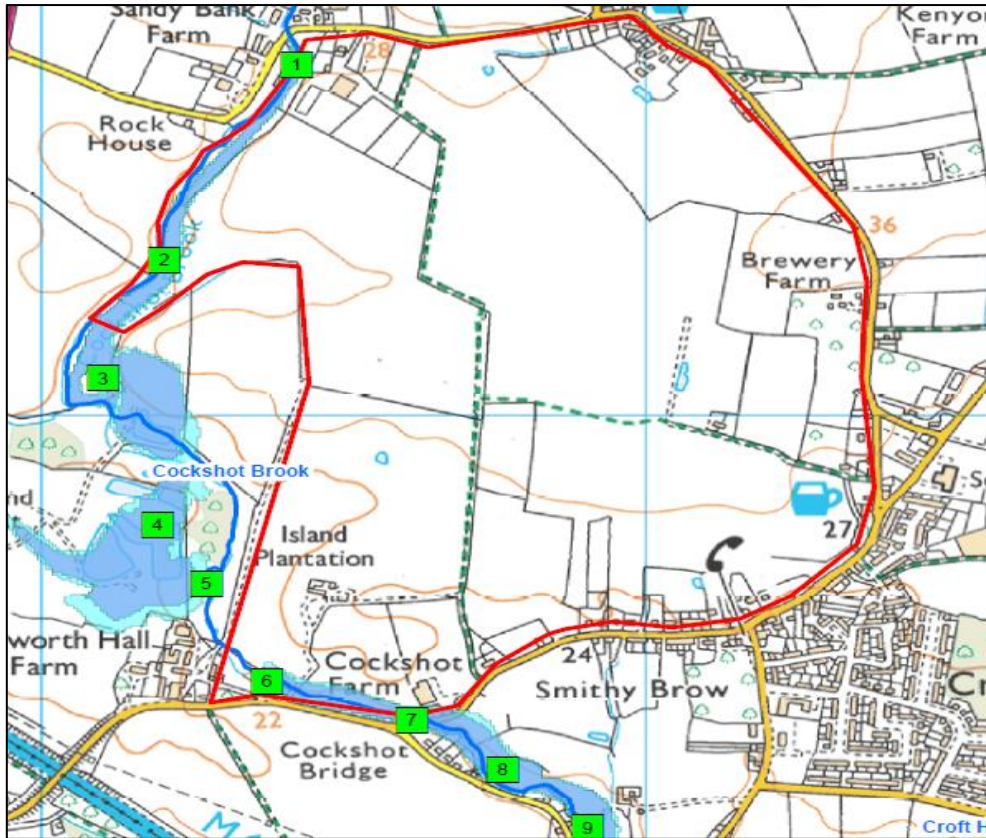 Sandy Bank
Farm
Kenyon
Farm
1
28
Rock
House
36
2
Brewery
Farm
3
Cockshot Brook
4
Island
Plantation
27
5
worth Hall
Farm
24
6
Cockshot
Farm
Smithy Brow
22
7
Cockshot
Bridge
8
9
Croft H